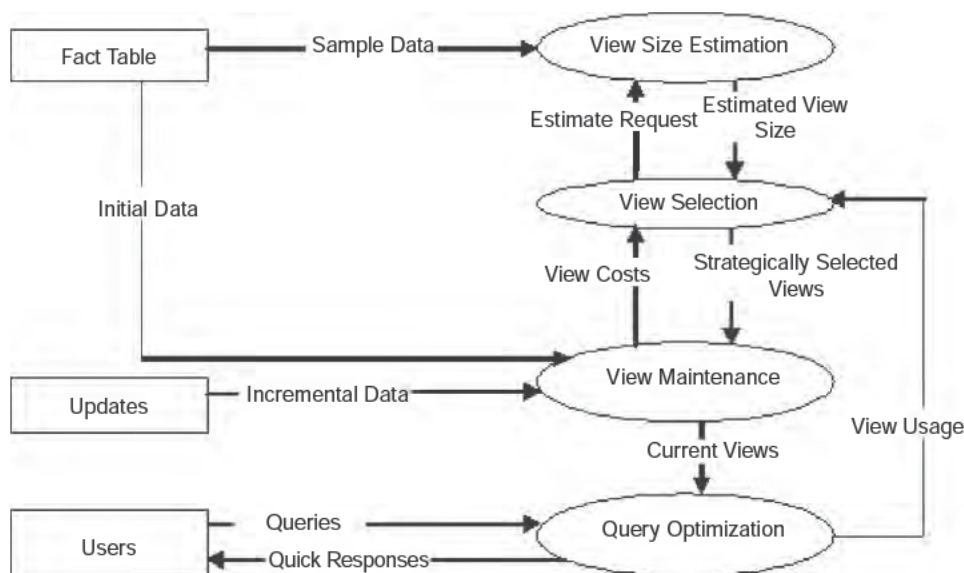 Fact Table
Sample Data
View Size Estimation
Estimate Request
Estimated View
Size
Initial Data
View Selection
View Costs
Strategically Selected
Views
View Maintenance
Updates
Incremental Data
View Usage
Current Views
Users
Queries
Query Optimization
Quick Responses